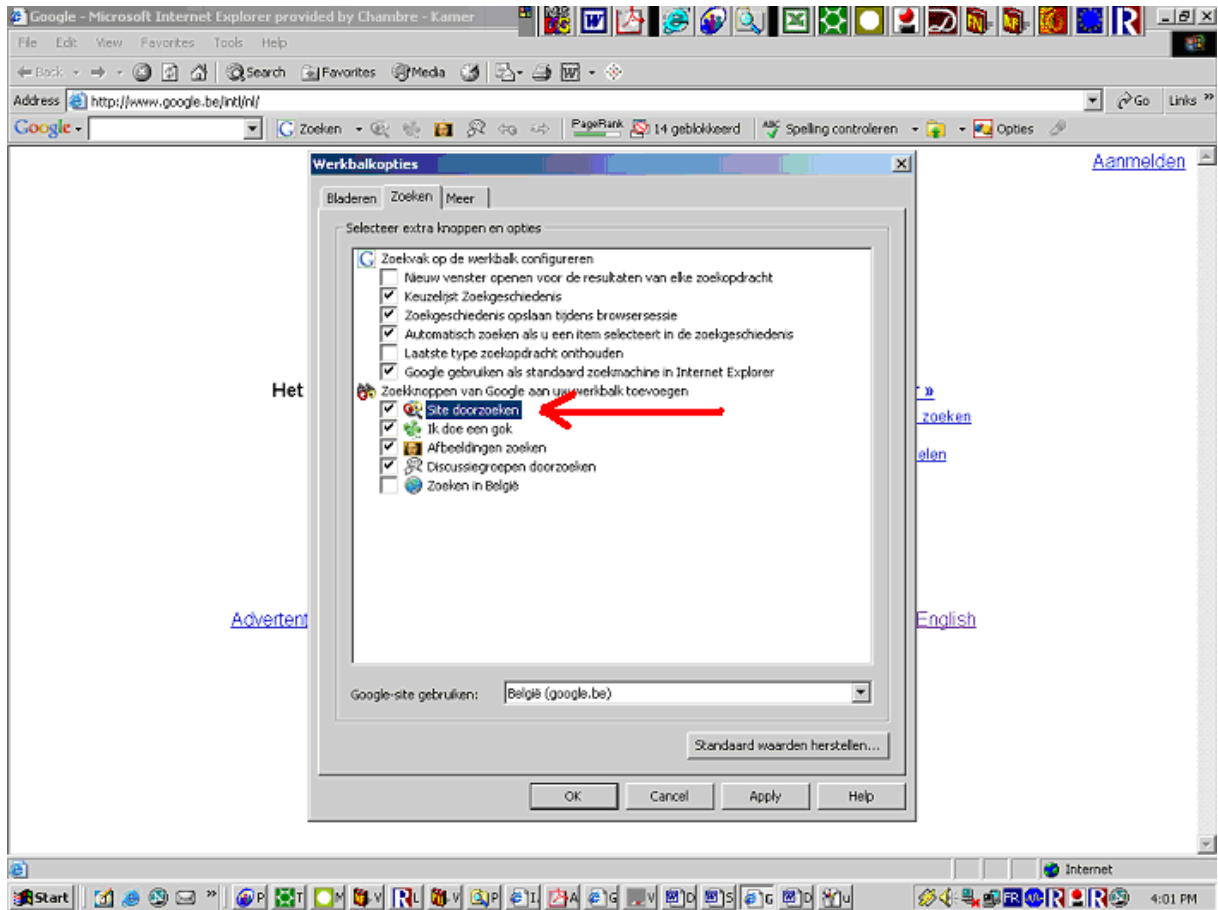 Google - Microsoft Internet Explorer provided by Chambre - Kamer
File Edit View Favorites Tools Help
Back Search Favorites Media
Address http://www.google.be/intl/nl/ Go Links »
Google Zoeken PageRank 14 geblokkeerd ABC Spelling controleren Opties
Aanmelden
Werkbalkopties
Bladeren Zoeken Meer
Selecteer extra knoppen en opties
Zoekvak op de werkbalk configureren
Nieuw venster openen voor de resultaten van elke zoekopdracht
Keuzelijst Zoekgeschiedenis
Zoekgeschiedenis opslaan tijdens browsersessie
Automatisch zoeken als u een item selecteert in de zoekgeschiedenis
Laatste type zoekopdracht onthouden
Google gebruiken als standaard zoekmachine in Internet Explorer
Het
Zoekknoppen van Google aan uw werkbalk toevoegen
Site doorzoeken
zoeken
Ik doe een gok
Afbeeldingen zoeken
elen
Discussiegroepen doorzoeken
Zoeken in België
Advertent
English
Google-site gebruiken: België (google.be)
Standaard waarden herstellen...
OK Cancel Apply Help
Internet
Start » P T M V L V P I A G V D S G D U FR 4:01 PM